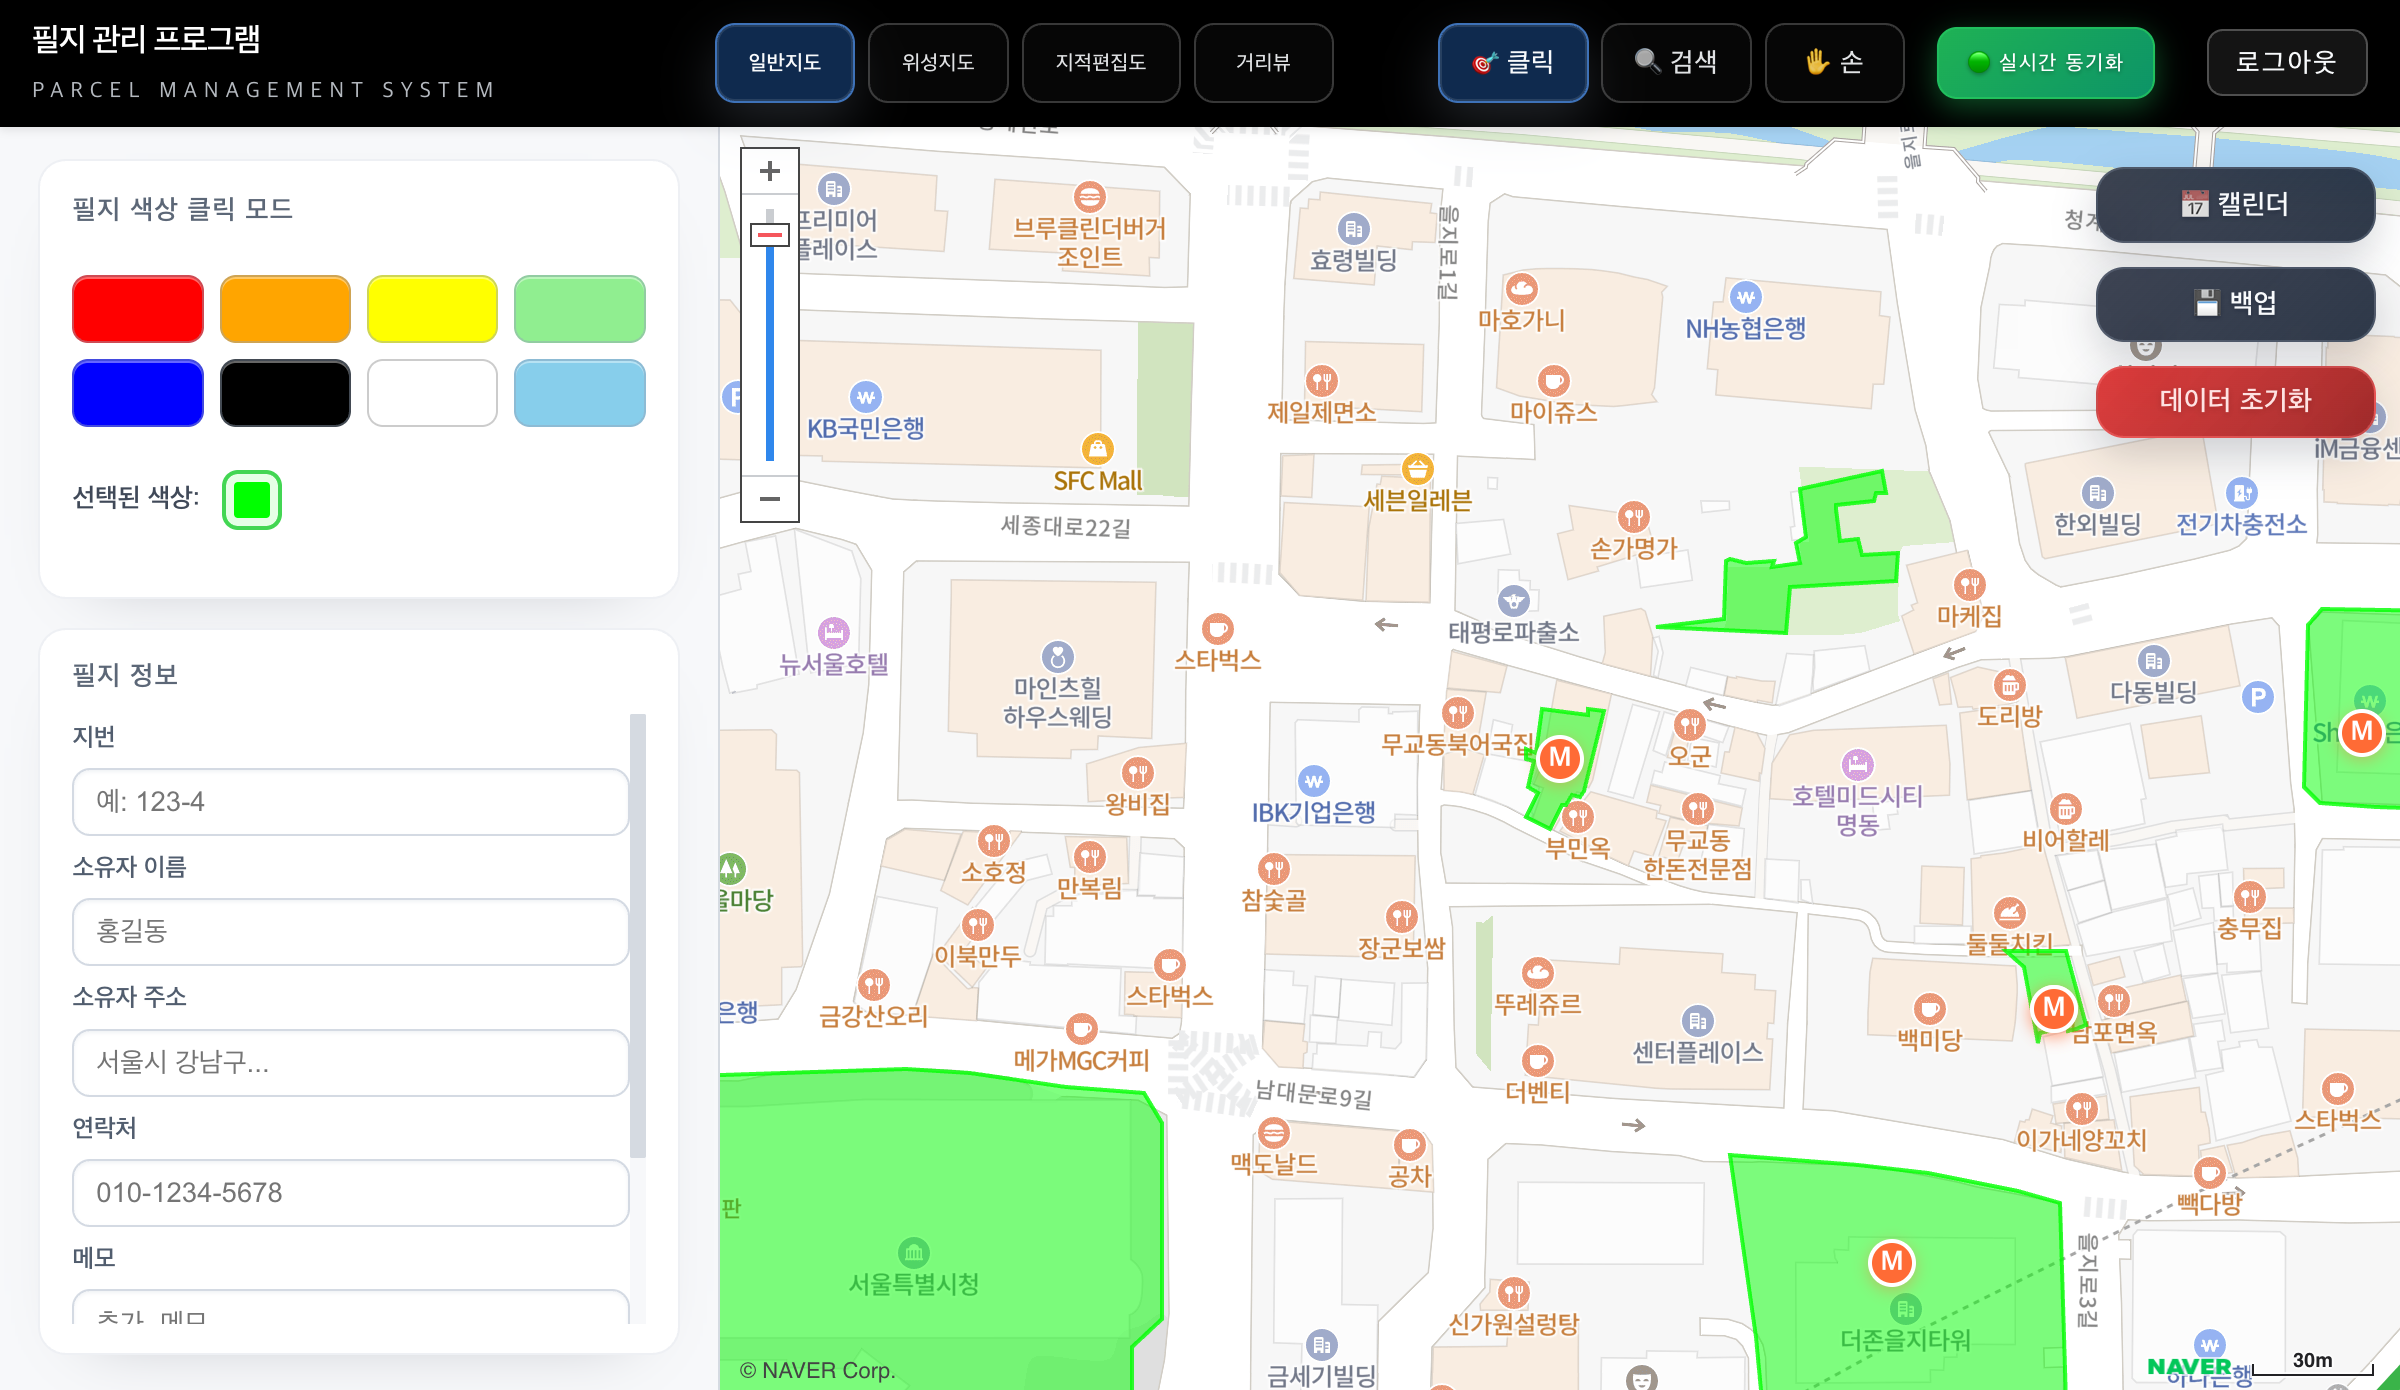 필지 관리 프로그램
PARCEL MANAGEMENT SYSTEM
일반지도
위성지도
지적편집도
거리뷰
클릭
검색
손
실시간 동기화
로그아웃
필지 색상 클릭 모드
선택된 색상:
필지 정보
지번
예: 123-4
소유자 이름
홍길동
소유자 주소
서울시 강남구...
연락처
010-1234-5678
메모
추가 메모
캘린더
17
백업
데이터 초기화
프리미어
플레이스
브루클린더버거
조인트
효령빌딩
을지로1길
마호가니
NH농협은행
청계
제일제면소
마이쥬스
KB국민은행
SFC Mall
iM금융센
세븐일레븐
세종대로22길
손가명가
한외빌딩
전기차충전소
태평로파출소
마케집
뉴서울호텔
스타벅스
마인츠힐
하우스웨딩
다동빌딩
P
도리방
무교동북어국집
M
오군
M
왕비집
IBK기업은행
호텔미드시티
명동
부민옥
무교동
한돈전문점
비어할레
소호정
만복림
참숯골
장군보쌈
충무집
이북만두
둘둘치킨
스타벅스
금강산오리
뚜레쥬르
센터플레이스
백미당
M
남포면옥
은행
메가MGC커피
남대문로9길
더벤티
스타벅스
이가네양꼬치
맥도날드
공차
빽다방
판
서울특별시청
M
을지로3길
신가원설렁탕
더존을지타워
금세기빌딩
하나은행
© NAVER Corp.
NAVER
30m